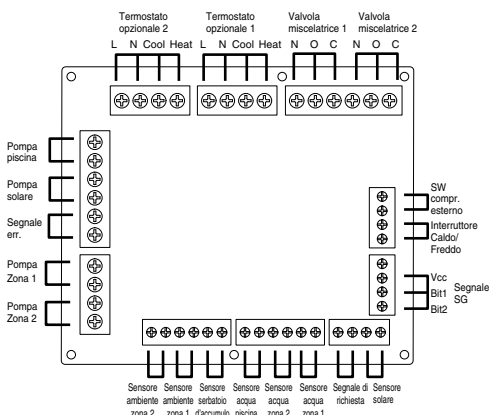 Termostato opzionale 2
Termostato opzionale 1
Valvola miscelatrice 1
Valvola miscelatrice 2
L N Cool Heat
L N Cool Heat
N O C
N O C
Pompa piscina
Pompa solare
Segnale err.
Pompa Zona 1
Pompa Zona 2
SW compr. esterno
Interruttore Caldo/ Freddo
Vcc
Bit1
Bit2
Segnale SG
Sensore ambiente zona 2
Sensore ambiente zona 1
Sensore serbatoio d'accumulo
Sensore acqua piscina
Sensore acqua zona 2
Sensore acqua zona 1
Segnale di richiesta
Sensore solare